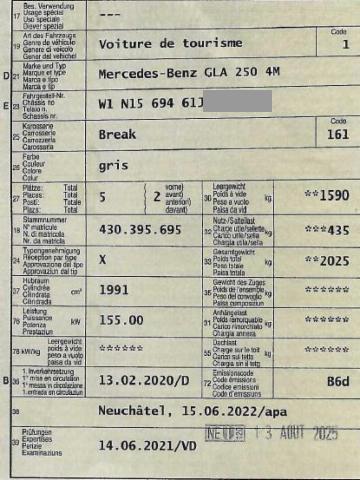 Bes. Verwendung
17 Usage spécial
Uso speciale
Diever spezial
---
Art des Fahrzeugs
19 Genre de véhicule
Genere di veicolo
Gener dal vehichel
Voiture de tourisme
Code
1
Marke und Typ
D 21 Marque et type
Marca e tipo
Marca e tip
Mercedes-Benz GLA 250 4M
Fahrgestell-Nr.
E 23 Châssis no
Telaio n.
Schassis nr.
W1 N15 694 61J
Karosserie
25 Carrosserie
Carrozzeria
Carossaria
Break
Code
161
Farbe
26 Couleur
Colore
Colur
gris
Plätze: Total
27 Places: Total
Posti: Totale
Plazs: Total
5
vorne)
( 2 avant)
anteriori)
davant)
Leergewicht
30 Poids à vide kg
Peso a vuoto
Paisa da vid
**1590
Stammnummer
18 N° matricule
N. di matricola
Nr. da matricla
430.395.695
Nutz-/Sattellast
32 Charge utile/sellette kg
Carico utile/sella
Chargia utila/sella
***435
Typengenehmigung
24 Réception par type
Approvazione del tipo
Approvaziun dal tip
X
Gesamtgewicht
33 Poids total kg
Peso totale
Paisa totala
**2025
Hubraum
37 Cylindrée cm³
Cilindrata
Cilindrada
1991
Gewicht des Zuges
Poids de l'ensemble kg
Peso del convoglio
Paisa cumposiziun
******
Leistung
76 Puissance kW
Potenza
Prestaziun
155.00
Anhängelast
31 Poids remorquable kg
Carico rimorchiato
Chargia annexa
******
Leergewicht
78 kW/kg poids à vide
peso a vuoto
paisa da vid
******
Dachlast
55 Charge sur le toit kg
Carico sul tetto
Chargia sin il tetg
******
1. Inverkehrsetzung
B 36 1re mise en circulation
1a messa in circolazione
1. entrada en circulaziun
13.02.2020/D
Emissionscode
72 Code émissions
Codice emissioni
Code d'emissiuns
B6d
38
Neuchâtel, 15.06.2022/apa
Prüfungen
39 Expertises
Perizie
Examinaziuns
14.06.2021/VD
13 AOUT 2025